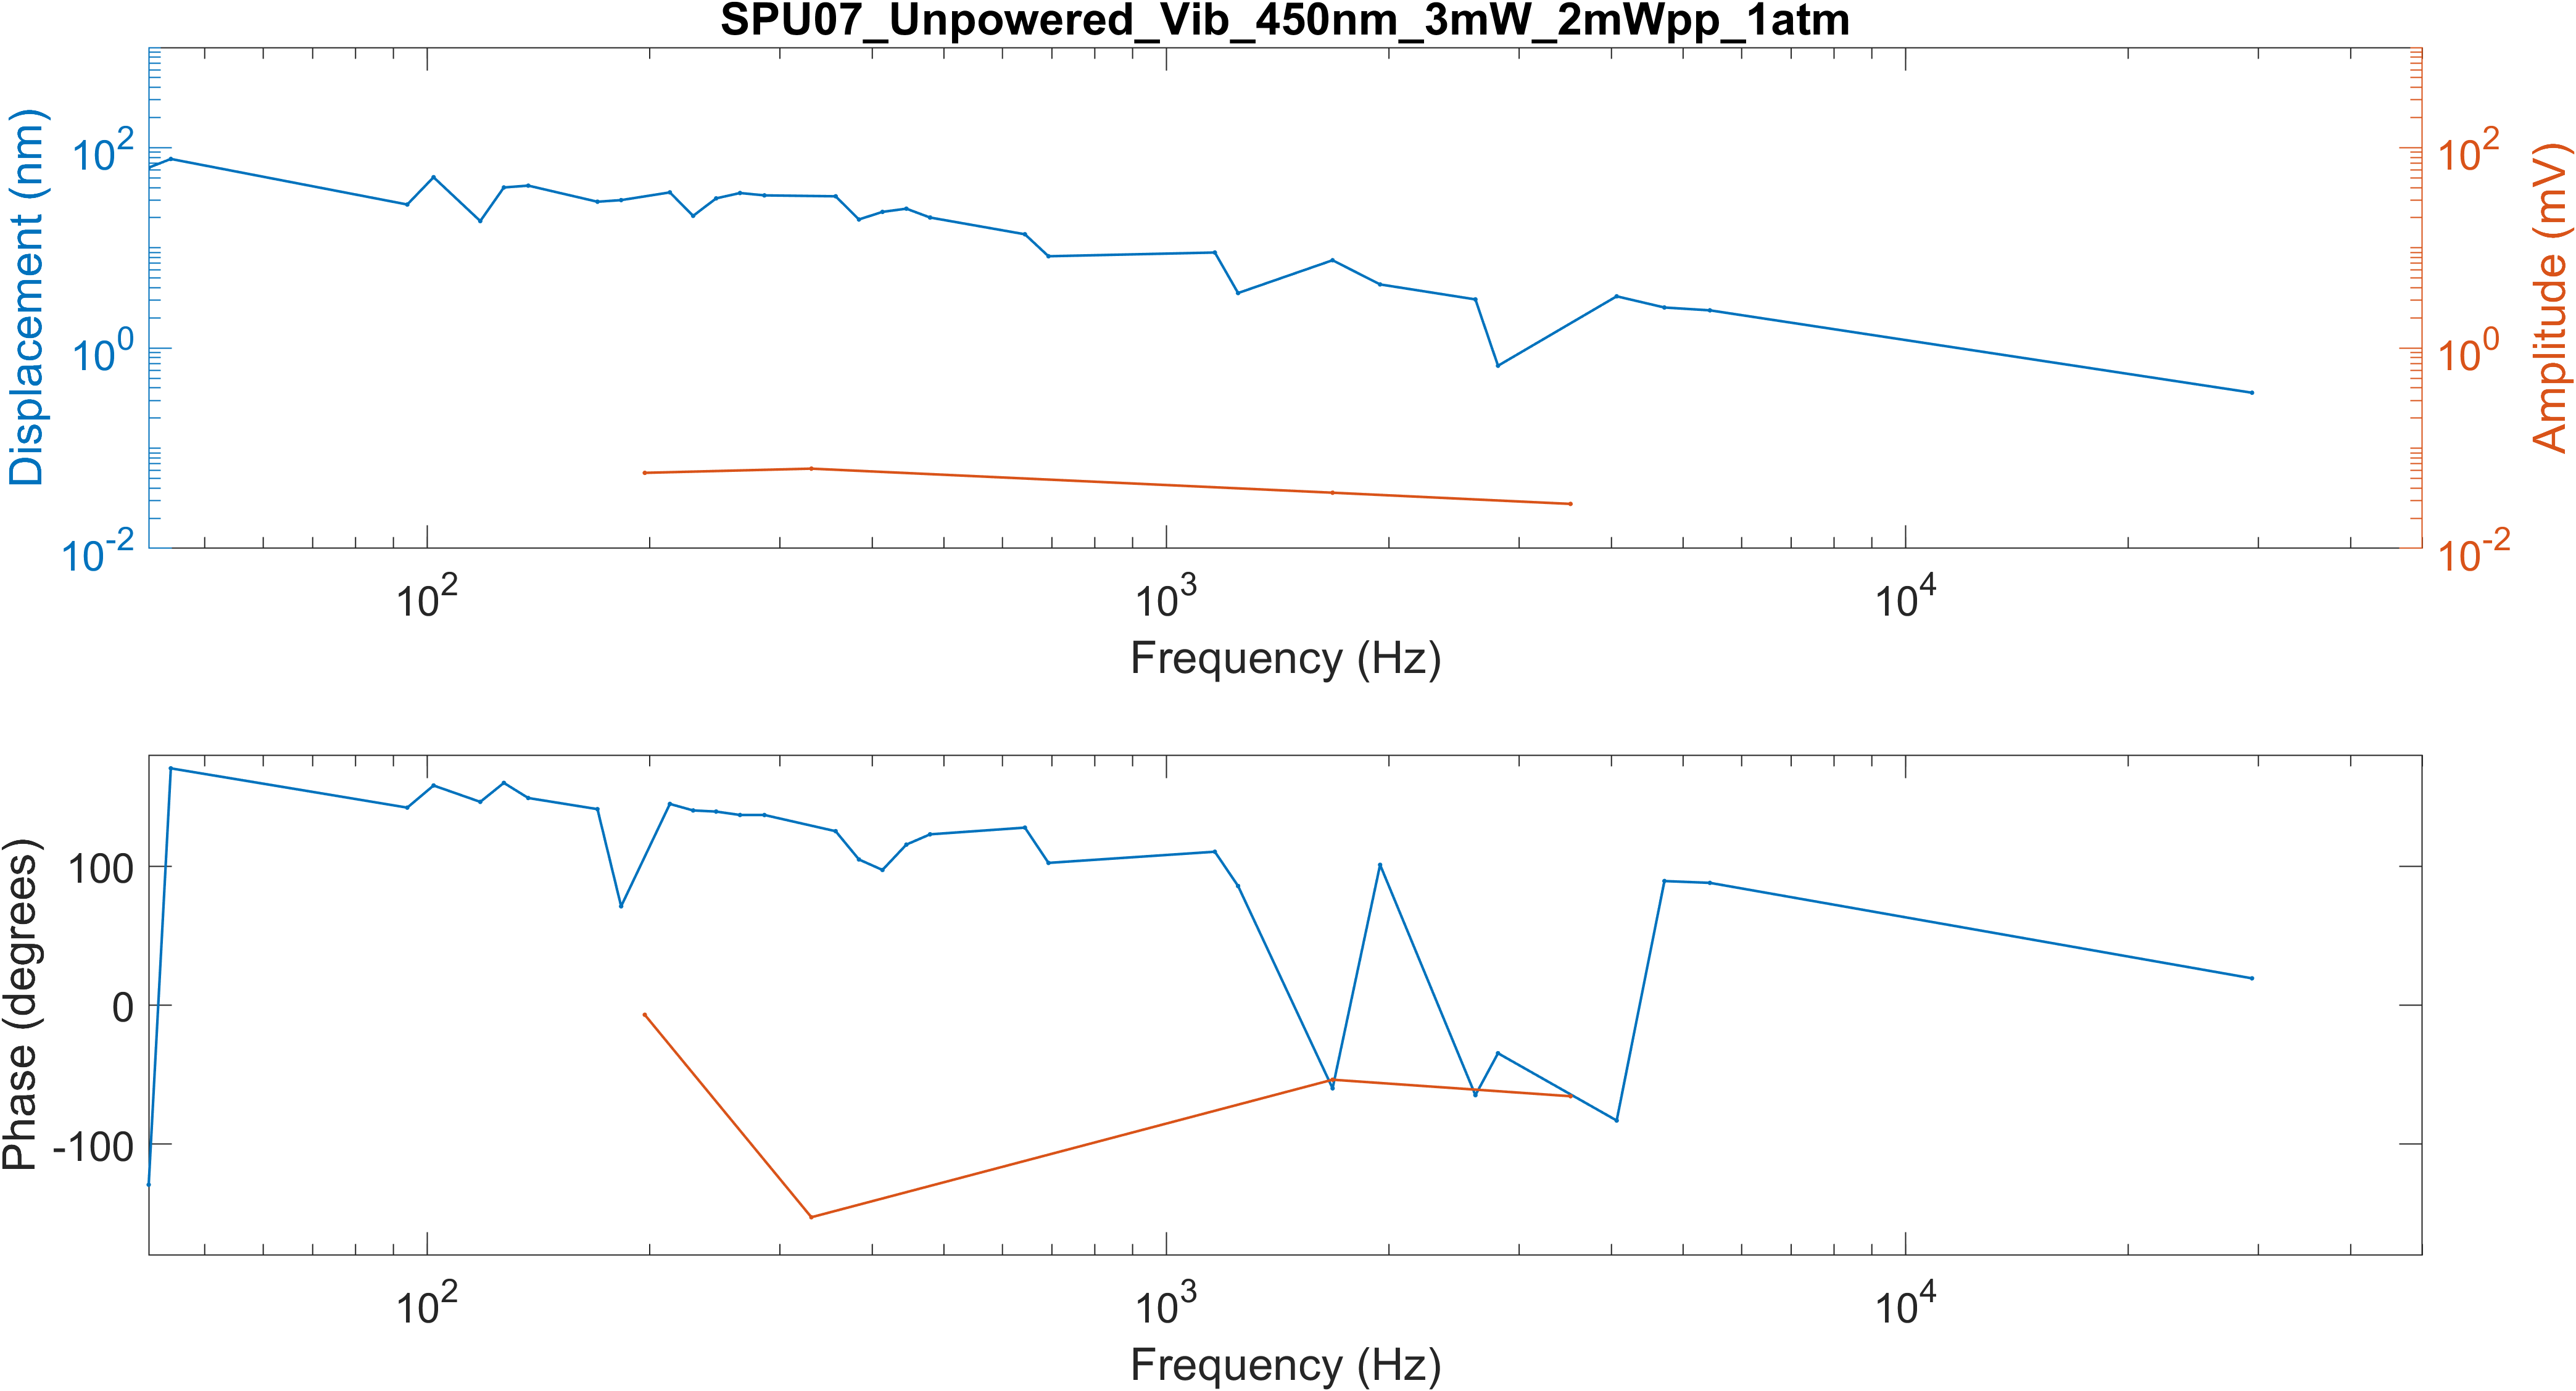 SPU07_Unpowered_Vib_450nm_3mW_2mWpp_1atm
Displacement (nm)
10^2
10^0
10^-2
Amplitude (mV)
10^2
10^0
10^-2
10^2
10^3
10^4
Frequency (Hz)
Phase (degrees)
100
0
-100
10^2
10^3
10^4
Frequency (Hz)